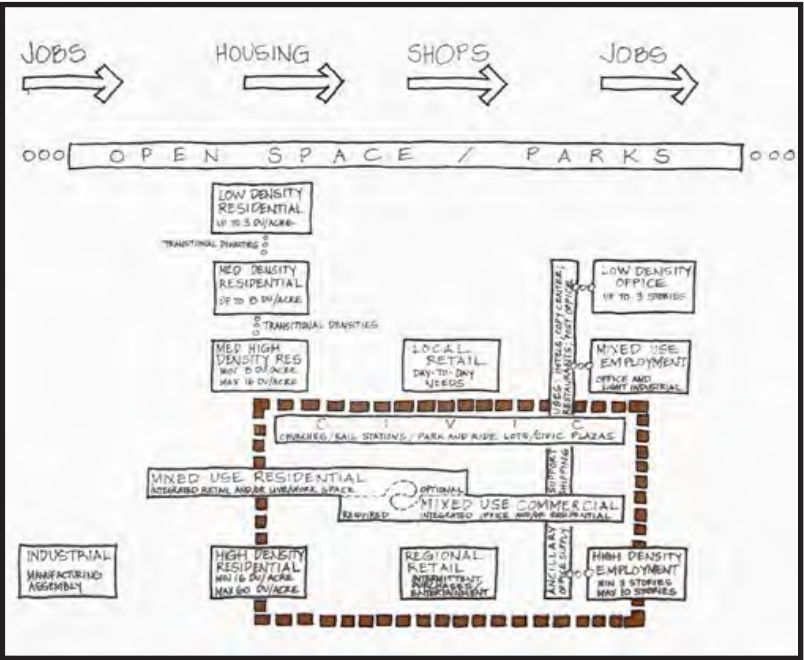 JOBS
HOUSING
SHOPS
JOBS
OPEN SPACE / PARKS
LOW DENSITY
RESIDENTIAL
UP TO 3 DU/ACRE
TRANSITIONAL DENSITIES
MED DENSITY
RESIDENTIAL
UP TO 8 DU/ACRE
TRANSITIONAL DENSITIES
MED HIGH
DENSITY RES
MIN 8 DU/ACRE
MAX 16 DU/ACRE
LOCAL
RETAIL
DAY-TO-DAY
NEEDS
USES: HOTELS, COPY CENTER,
RESTAURANTS, POST OFFICE
LOW DENSITY
OFFICE
UP TO 3 STORIES
MIXED USE
EMPLOYMENT
OFFICE AND
LIGHT INDUSTRIAL
CIVIC
CHURCHES/RAIL STATIONS/PARK AND RIDE LOTS/CIVIC PLAZAS
SUPPORT
SHIPPING
MIXED USE RESIDENTIAL
INTEGRATED RETAIL AND/OR LIVE/WORK SPACE
OPTIONAL
MIXED USE COMMERCIAL
REQUIRED
INTEGRATED OFFICE AND/OR RESIDENTIAL
ANCILLARY
OFFICE SUPPLY
INDUSTRIAL
MANUFACTURING
ASSEMBLY
HIGH DENSITY
RESIDENTIAL
MIN 16 DU/ACRE
MAX 60 DU/ACRE
REGIONAL
RETAIL
INTERMITTENT
PURCHASES/
ENTERTAINMENT
HIGH DENSITY
EMPLOYMENT
MIN 3 STORIES
MAX 10 STORIES